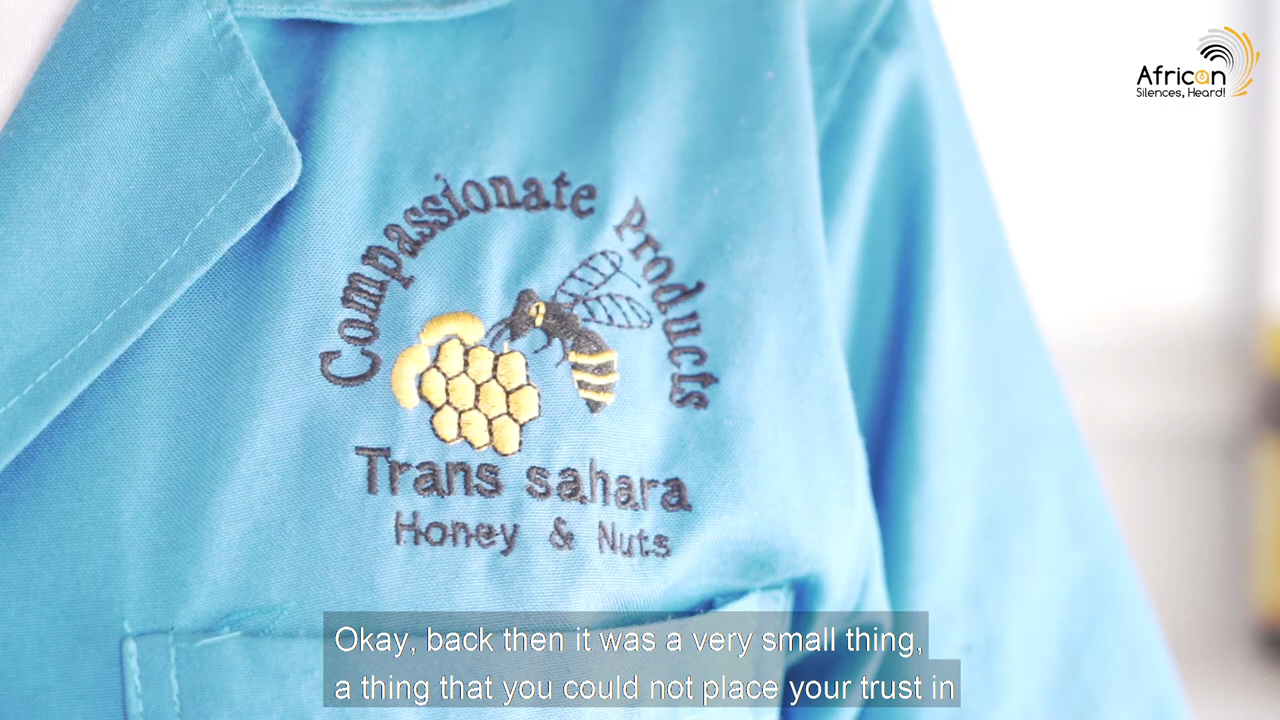 African
Silences, Heard!
Compassionate Products
Trans sahara
Honey & Nuts
Okay, back then it was a very small thing,
a thing that you could not place your trust in